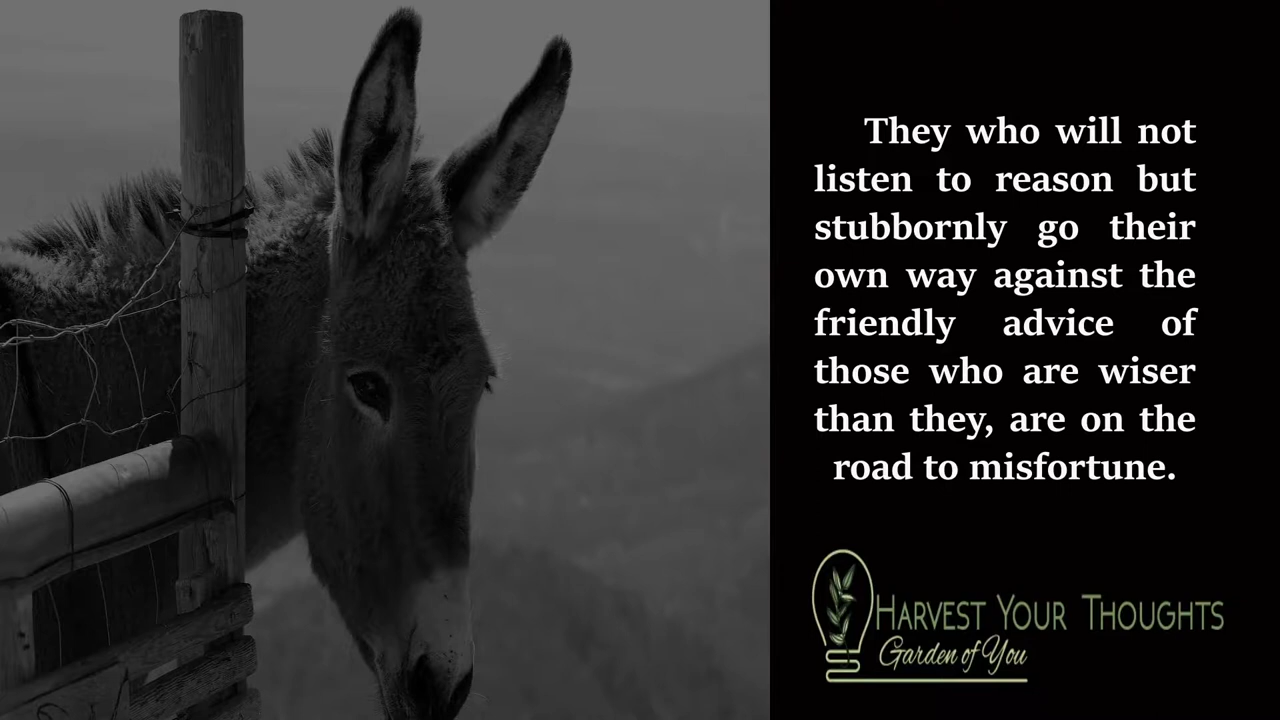 They who will not
listen to reason but
stubbornly go their
own way against the
friendly advice of
those who are wiser
than they, are on the
road to misfortune.
HARVEST YOUR THOUGHTS
Garden of You